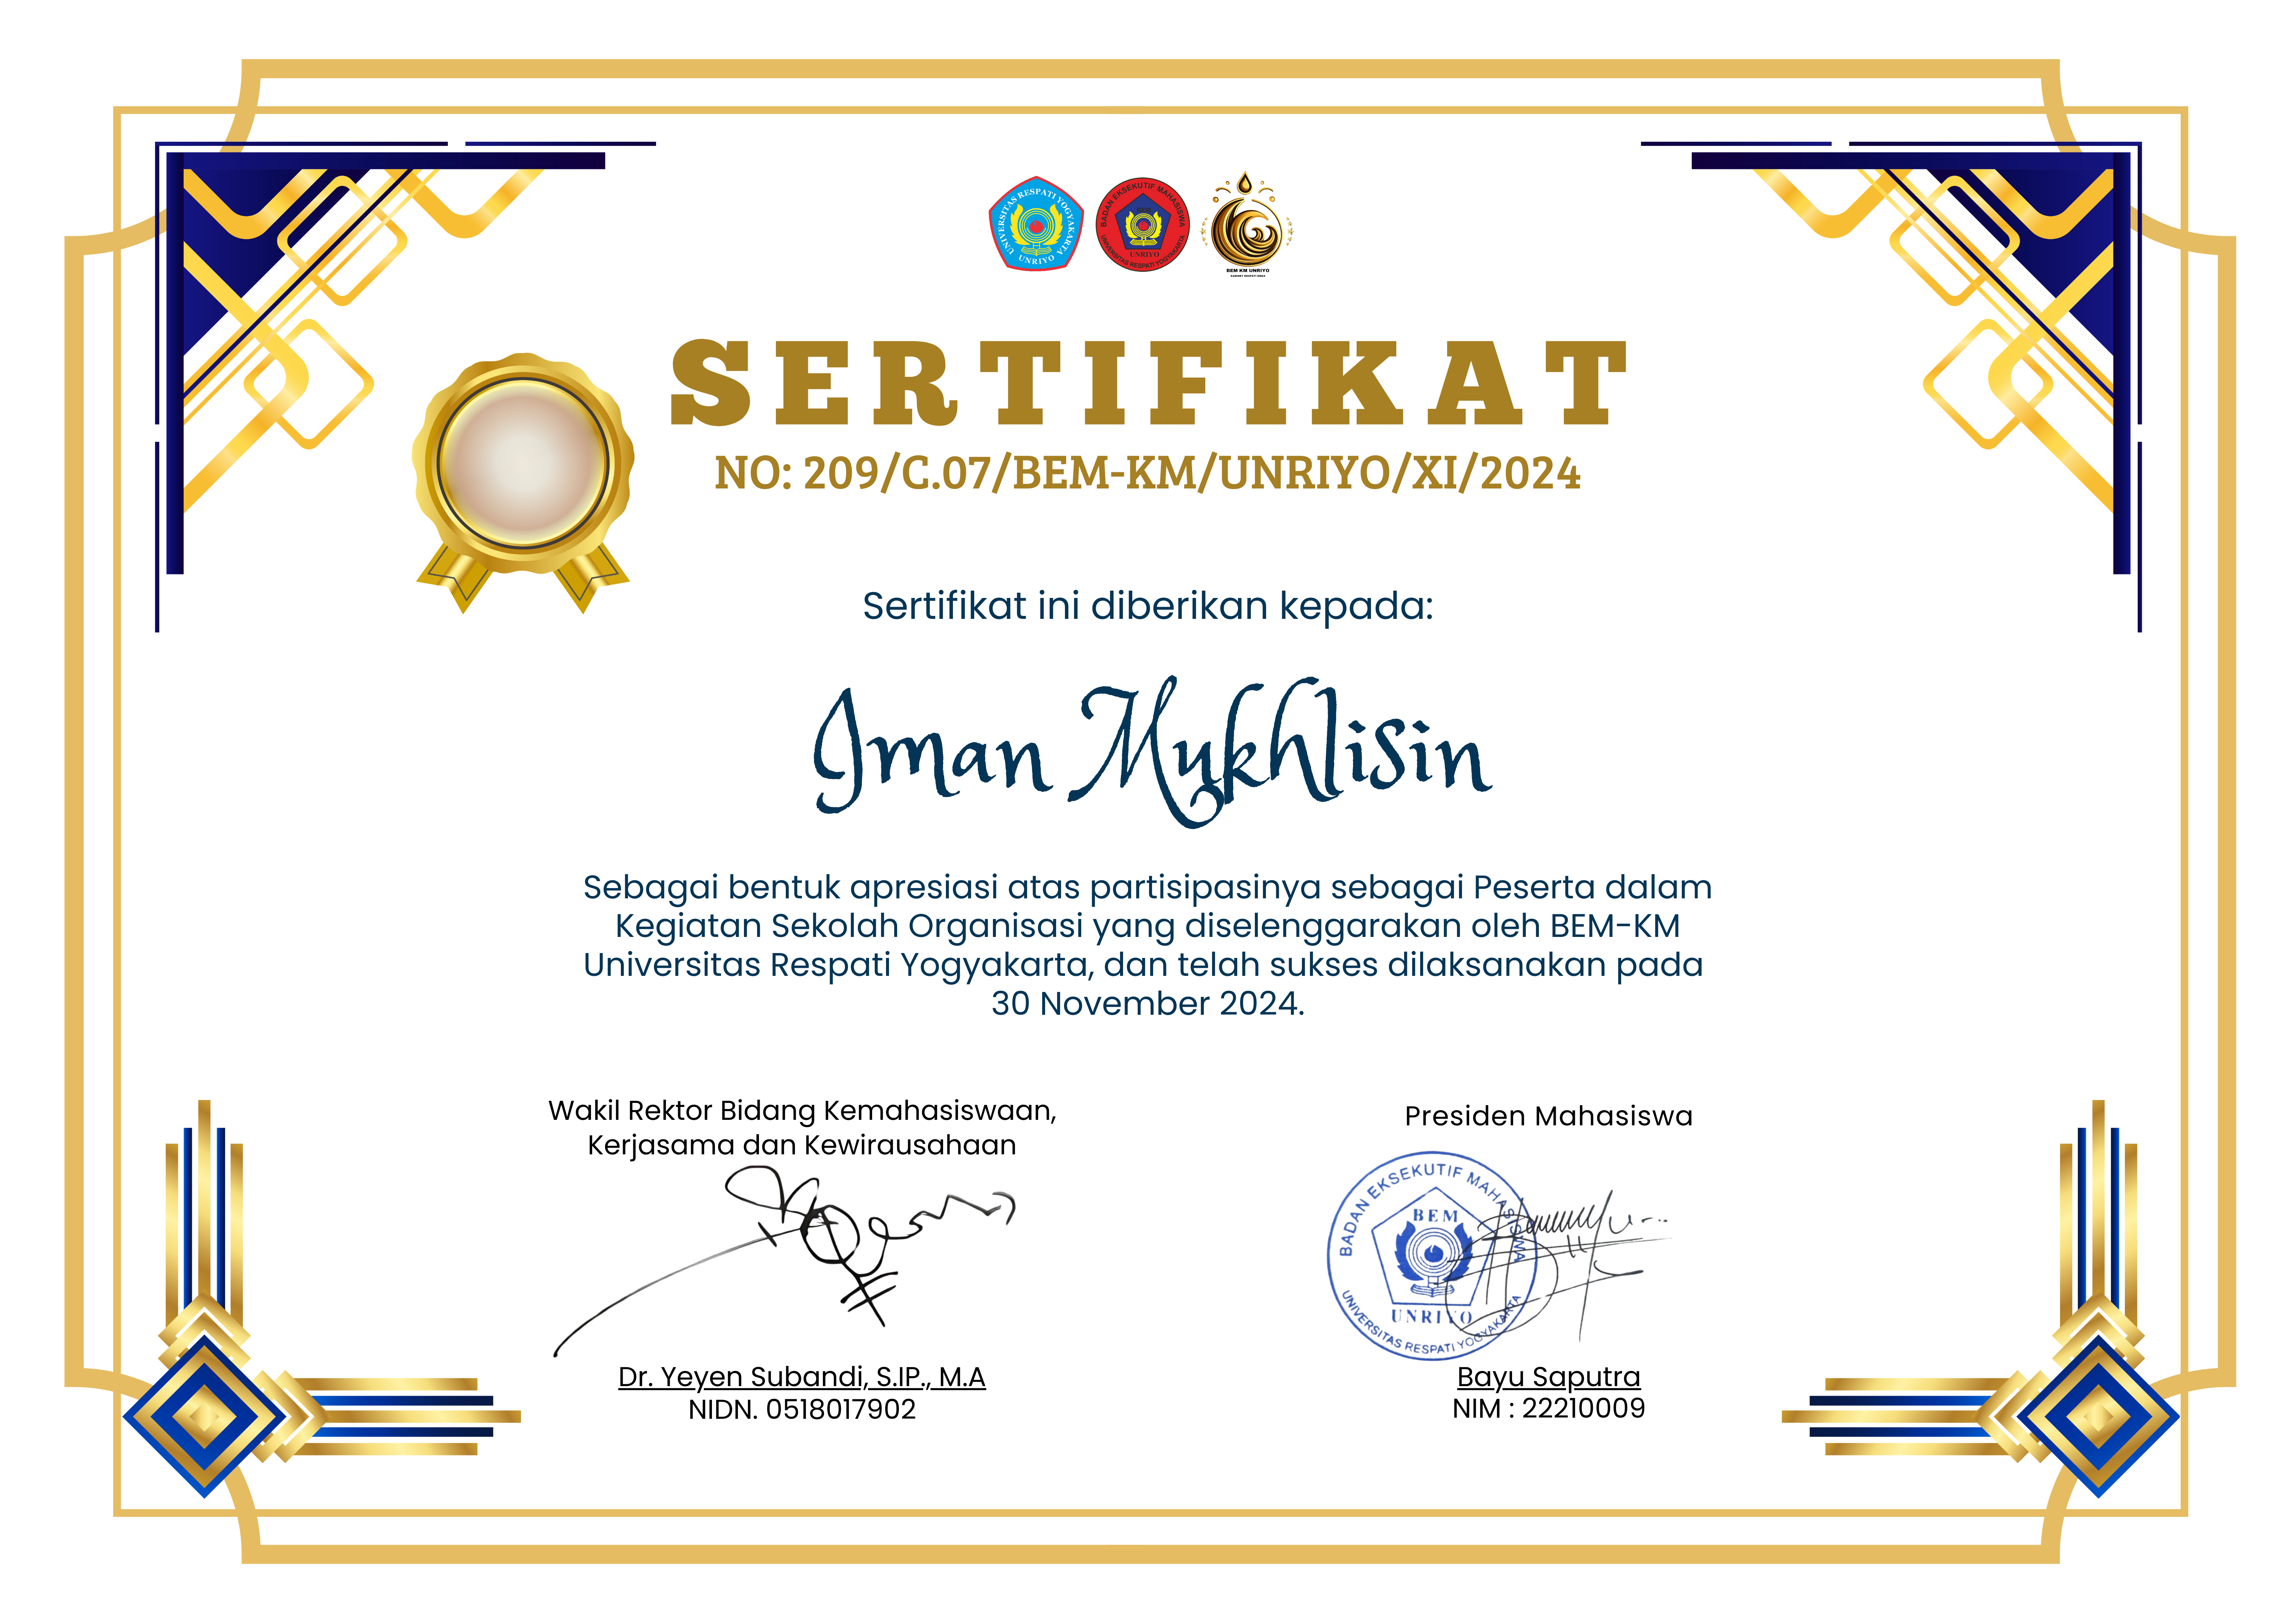 UNIVERSITAS RESPATI YOGYAKARTA
UNRIYO
BADAN EKSEKUTIF MAHASISWA
UNRIYO
UNIVERSITAS RESPATI YOGYAKARTA
BEM KM UNRIYO
SERTIFIKAT
NO: 209/C.07/BEM-KM/UNRIYO/XI/2024
Sertifikat ini diberikan kepada:
Iman Mukhlisin
Sebagai bentuk apresiasi atas partisipasinya sebagai Peserta dalam
Kegiatan Sekolah Organisasi yang diselenggarakan oleh BEM-KM
Universitas Respati Yogyakarta, dan telah sukses dilaksanakan pada
30 November 2024.
Wakil Rektor Bidang Kemahasiswaan,
Kerjasama dan Kewirausahaan
Dr. Yeyen Subandi, S.IP., M.A
NIDN. 0518017902
Presiden Mahasiswa
BADAN EKSEKUTIF MAHASISWA
BEM
UNRIYO
UNIVERSITAS RESPATI YOGYAKARTA
Bayu Saputra
NIM : 22210009